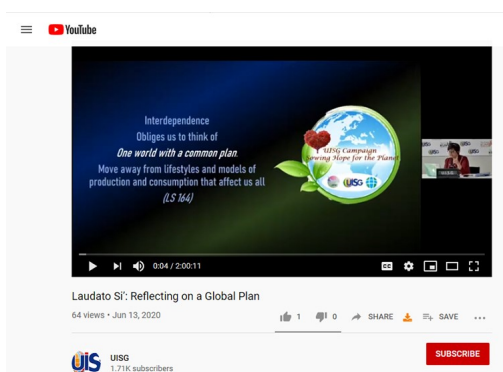 YouTube
Interdependence
Obliges us to think of
One world with a common plan.
Move away from lifestyles and models of
production and consumption that affect us all
(LS 164)
UISG Campaign
Sowing Hope for the Planet
UISG
0:04 / 2:00:11
CC
Laudato Si': Reflecting on a Global Plan
64 views • Jun 13, 2020
1
0
SHARE
SAVE
UISG
1.71K subscribers
SUBSCRIBE